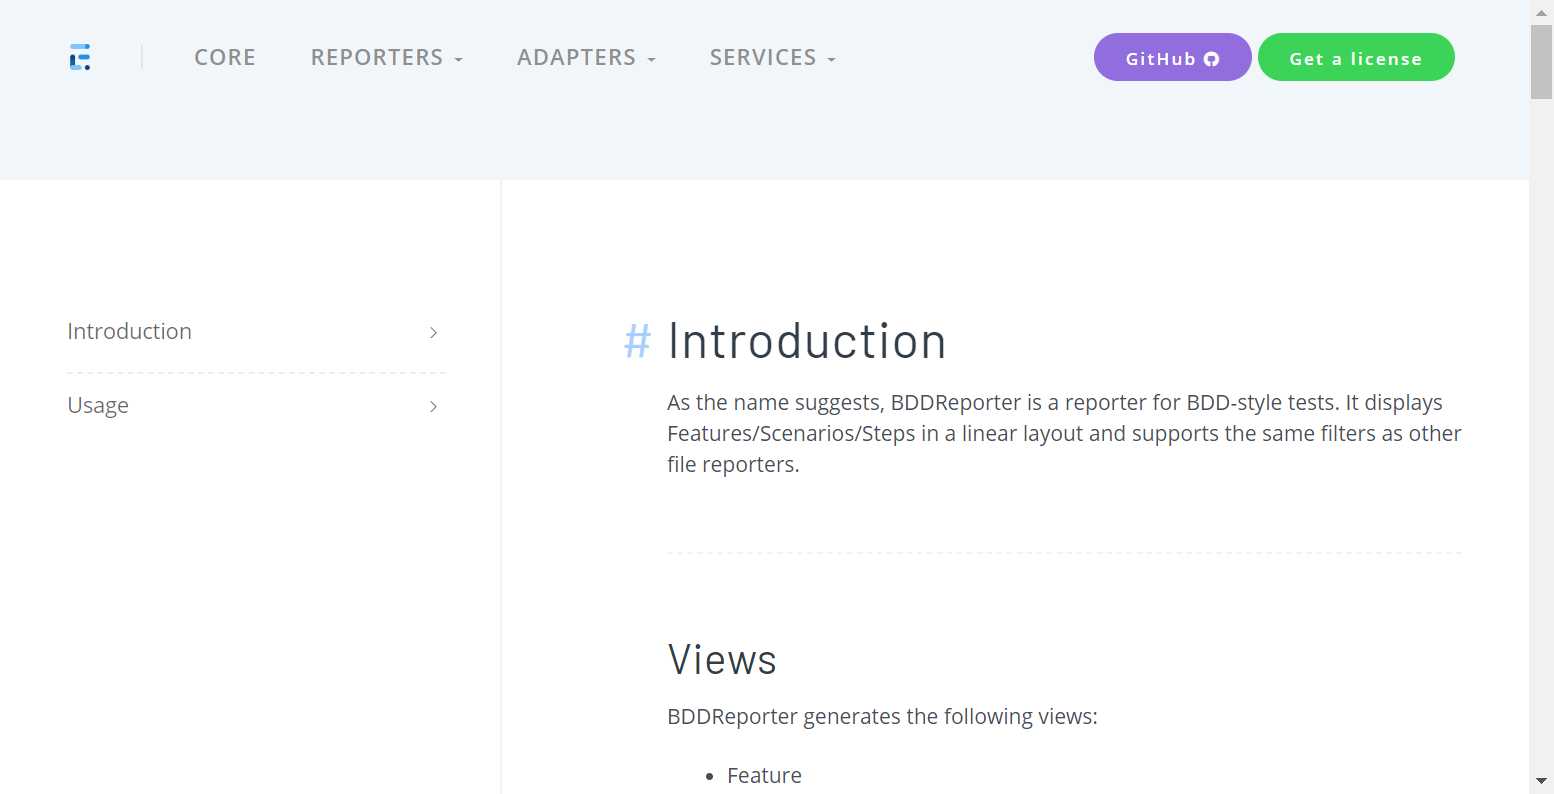 CORE REPORTERS ADAPTERS SERVICES GitHub Get a license
Introduction
Usage
# Introduction
As the name suggests, BDDReporter is a reporter for BDD-style tests. It displays
Features/Scenarios/Steps in a linear layout and supports the same filters as other
file reporters.
Views
BDDReporter generates the following views:
• Feature